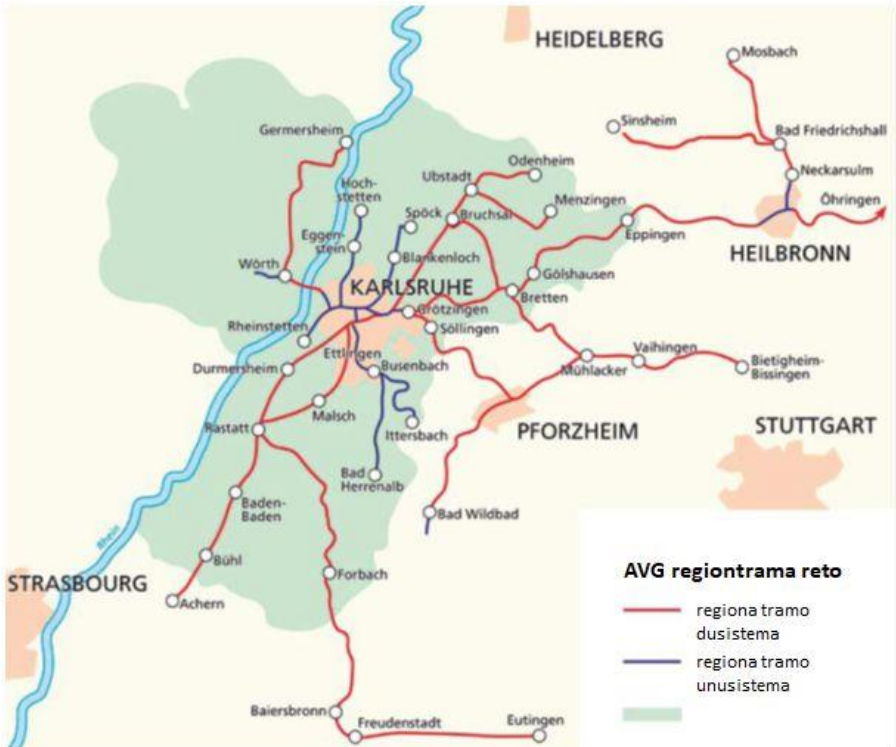 HEIDELBERG
Mosbach
Sinsheim
Bad Friedrichshall
Neckarsulm
Öhringen
HEILBRONN
Germersheim
Hoch-
stetten
Ubstadt
Odenheim
Spöck
Bruchsal
Menzingen
Eggen-
stein
Blankenloch
Eppingen
Wörth
Gölshausen
KARLSRUHE
Bretten
Grötzingen
Rheinstetten
Söllingen
Ettlingen
Busenbach
Durmersheim
Mühlacker
Vaihingen
Bietigheim-
Bissingen
Malsch
Rastatt
Ittersbach
PFORZHEIM
STUTTGART
Bad
Herrenalb
Baden-
Baden
Bad Wildbad
Rhein
Bühl
STRASBOURG
Forbach
Achern
Baiersbronn
Freudenstadt
Eutingen
AVG regiontrama reto
regiona tramo
dusistema
regiona tramo
unusistema